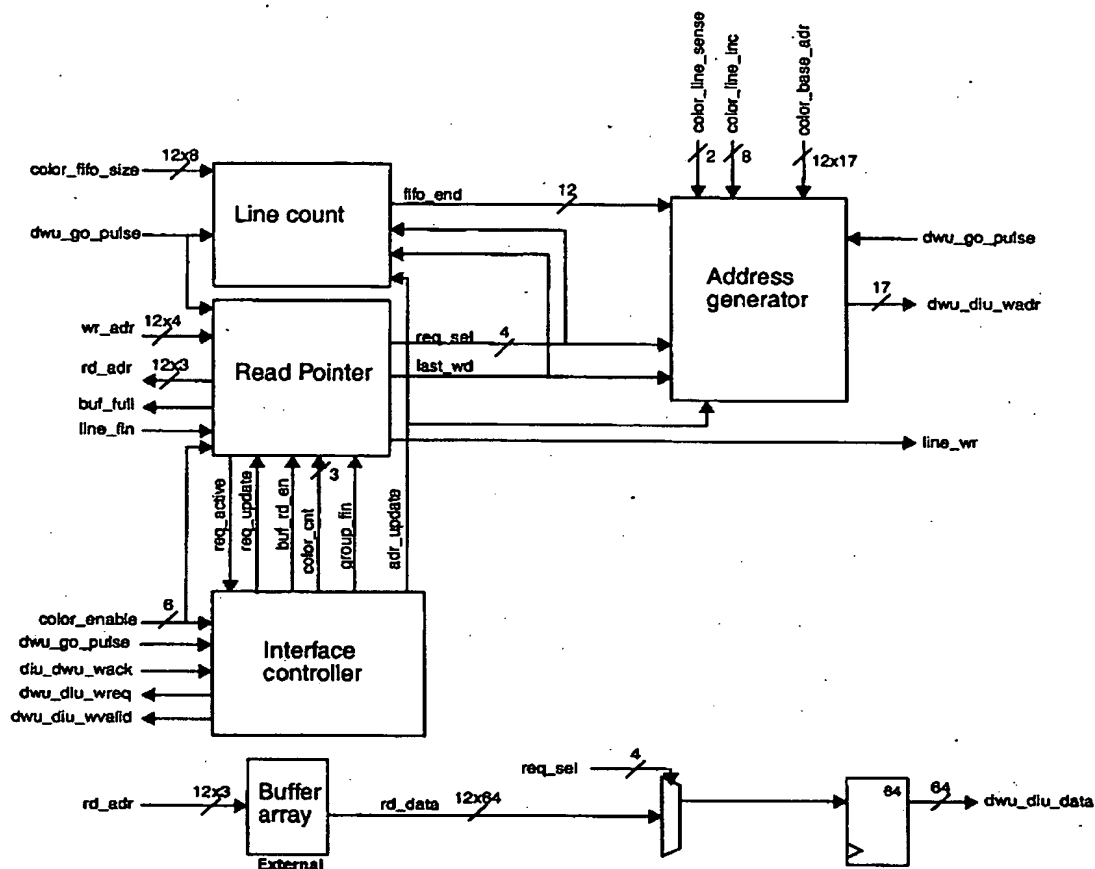 color_line_sense
color_line_inc
color_base_adr
2
8
12x17
color_fifo_size
12x8
Line count
fifo_end
12
dwu_go_pulse
Address
generator
dwu_go_pulse
17
dwu_diu_wadr
wr_adr
12x4
rd_adr
12x3
buf_full
line_fin
Read Pointer
req_sel
4
last_wd
line_wr
req_active
req_update
buf_rd_en
color_cnt
3
group_fin
adr_update
color_enable
6
dwu_go_pulse
diu_dwu_wack
dwu_diu_wreq
dwu_diu_wvalid
Interface
controller
req_sel
4
rd_adr
12x3
Buffer
array
External
rd_data
12x64
64
64
dwu_diu_data